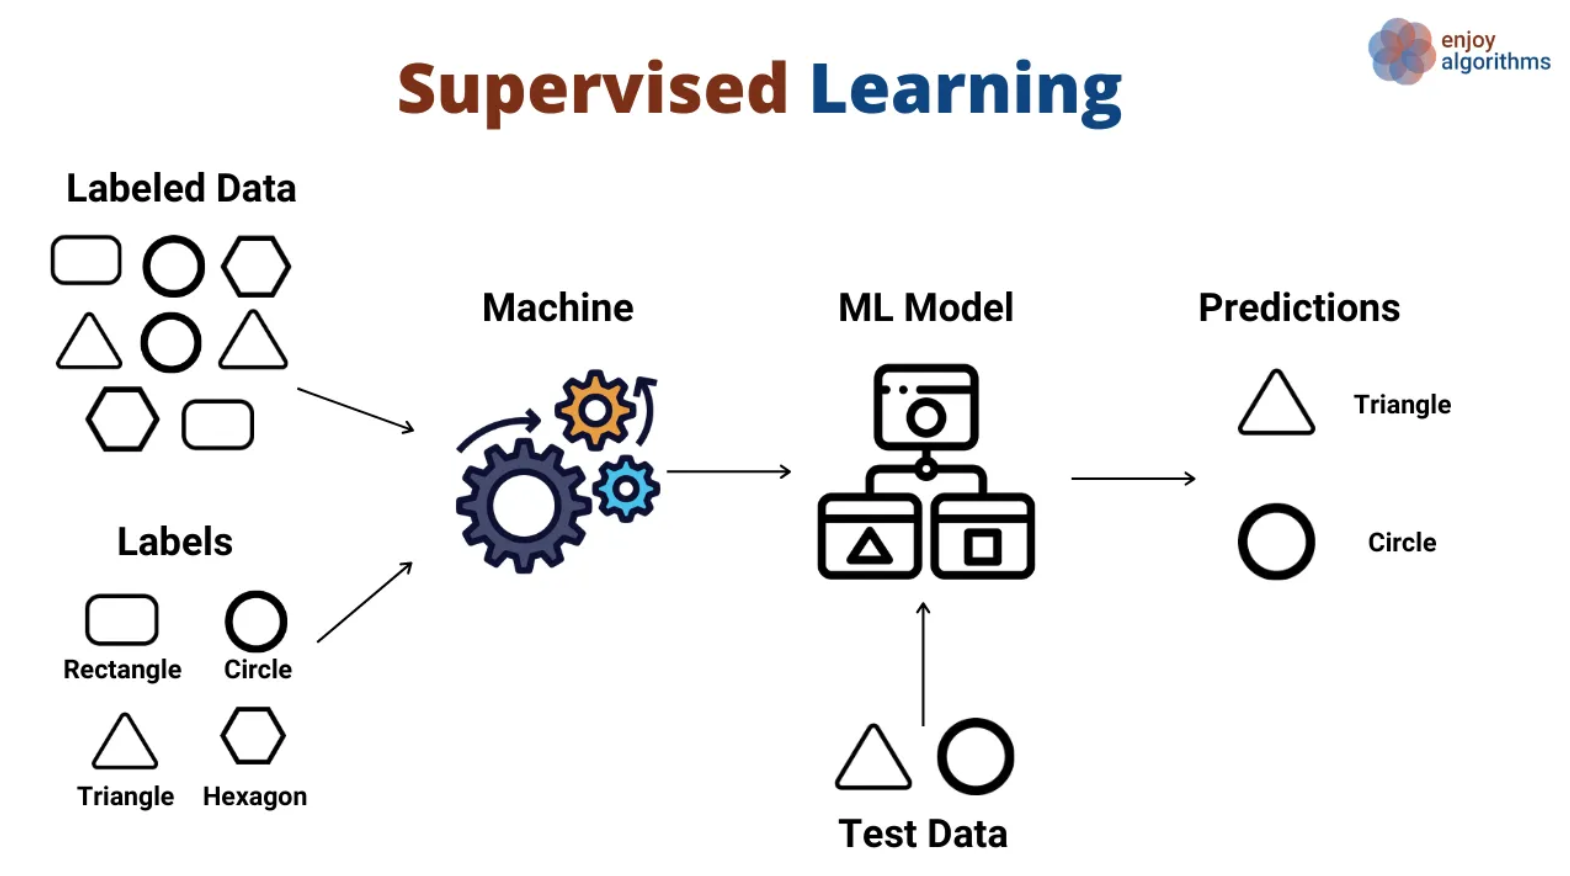 enjoy
algorithms
Supervised Learning
Labeled Data
Machine
ML Model
Predictions
Triangle
Circle
Labels
Rectangle
Circle
Triangle
Hexagon
Test Data